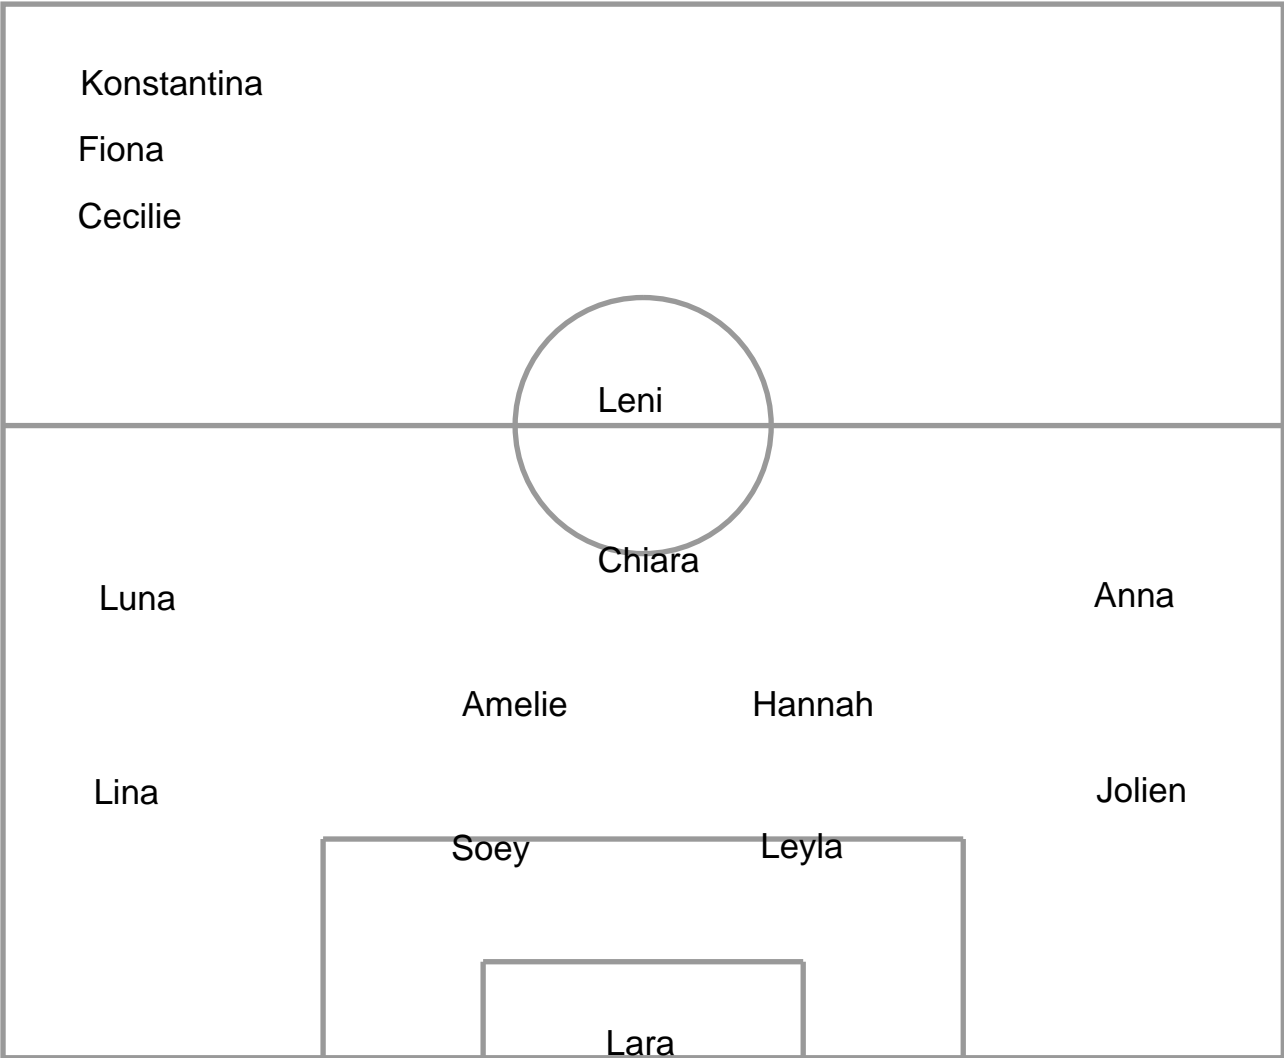 Konstantina
Fiona
Cecilie
Leni
Chiara
Luna
Anna
Amelie
Hannah
Lina
Jolien
Soey
Leyla
Lara